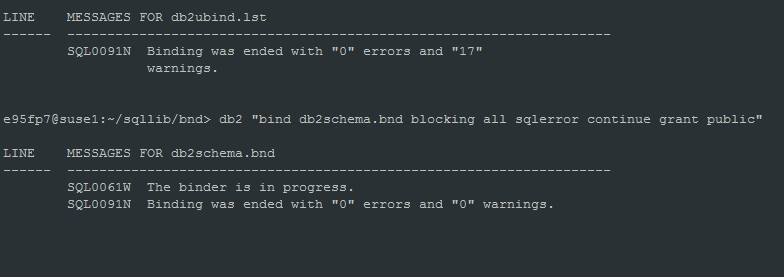 LINE    MESSAGES FOR db2ubind.lst
------  --------------------------------------------------------------------
        SQL0091N  Binding was ended with "0" errors and "17"
                  warnings.
e95fp7@suse1:~/sqllib/bnd> db2 "bind db2schema.bnd blocking all sqlerror continue grant public"
LINE    MESSAGES FOR db2schema.bnd
------  --------------------------------------------------------------------
        SQL0061W  The binder is in progress.
        SQL0091N  Binding was ended with "0" errors and "0" warnings.